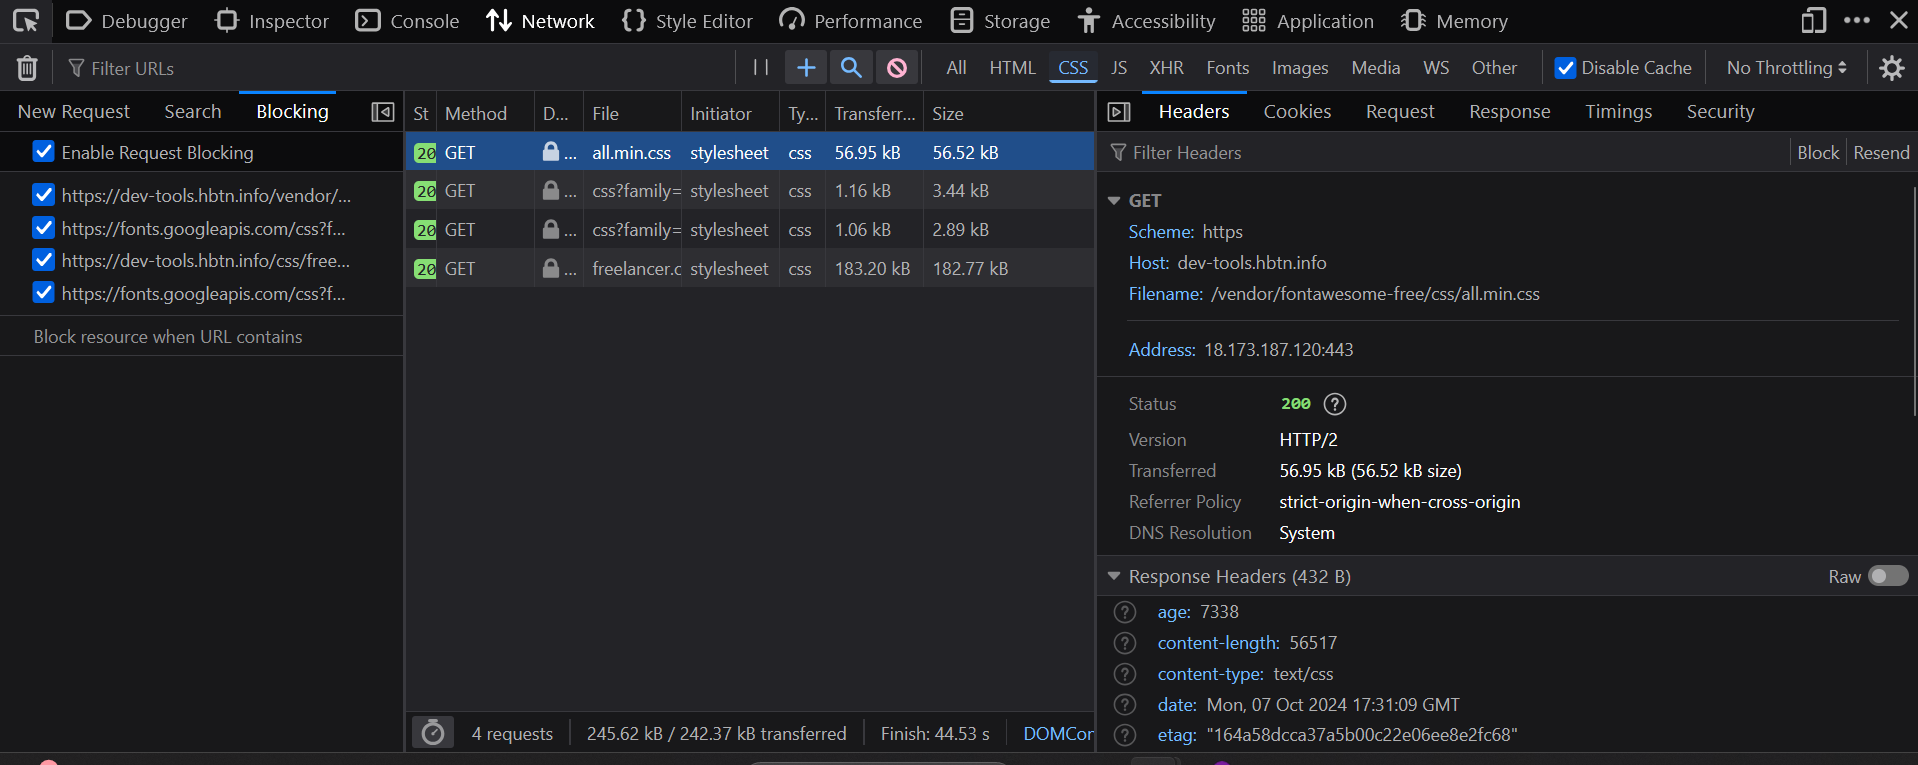 Debugger Inspector Console Network Style Editor Performance Storage Accessibility Application Memory
Filter URLs All HTML CSS JS XHR Fonts Images Media WS Other Disable Cache No Throttling
New Request Search Blocking
Enable Request Blocking
https://dev-tools.hbtn.info/vendor/...
https://fonts.googleapis.com/css?f...
https://dev-tools.hbtn.info/css/free...
https://fonts.googleapis.com/css?f...
Block resource when URL contains
St Method D... File Initiator Ty... Transferr... Size
20 GET ... all.min.css stylesheet css 56.95 kB 56.52 kB
20 GET ... css?family= stylesheet css 1.16 kB 3.44 kB
20 GET ... css?family= stylesheet css 1.06 kB 2.89 kB
20 GET ... freelancer.c stylesheet css 183.20 kB 182.77 kB
4 requests 245.62 kB / 242.37 kB transferred Finish: 44.53 s DOMCon
Headers Cookies Request Response Timings Security
Filter Headers Block Resend
GET
Scheme: https
Host: dev-tools.hbtn.info
Filename: /vendor/fontawesome-free/css/all.min.css
Address: 18.173.187.120:443
Status 200
Version HTTP/2
Transferred 56.95 kB (56.52 kB size)
Referrer Policy strict-origin-when-cross-origin
DNS Resolution System
Response Headers (432 B) Raw
age: 7338
content-length: 56517
content-type: text/css
date: Mon, 07 Oct 2024 17:31:09 GMT
etag: "164a58dcca37a5b00c22e06ee8e2fc68"